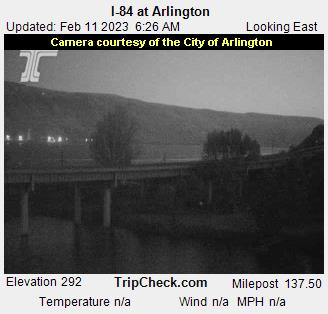 I-84 at Arlington
Updated: Feb 11 2023 6:26 AM Looking East
Camera courtesy of the City of Arlington
Elevation 292 TripCheck.com Milepost 137.50
Temperature n/a Wind n/a MPH n/a